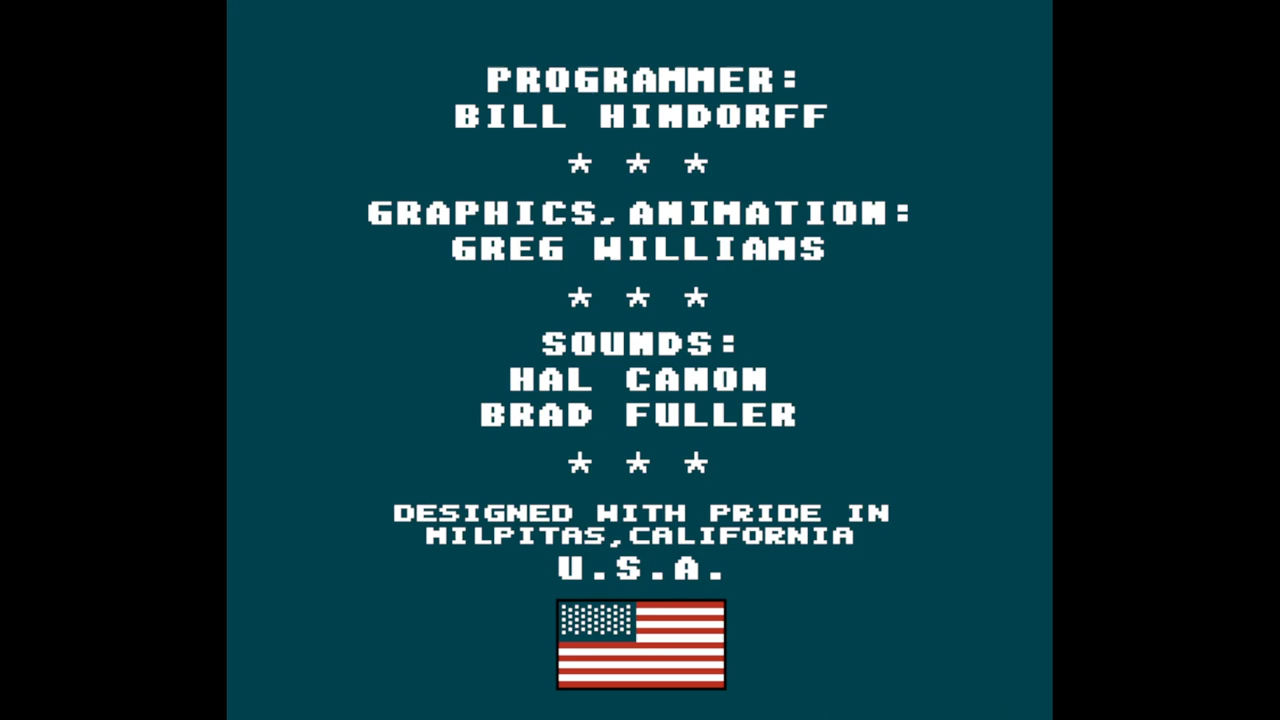 PROGRAMMER:
BILL HINDORFF
* * *
GRAPHICS,ANIMATION:
GREG WILLIAMS
* * *
SOUNDS:
HAL CANON
BRAD FULLER
* * *
DESIGNED WITH PRIDE IN
MILPITAS,CALIFORNIA
U.S.A.